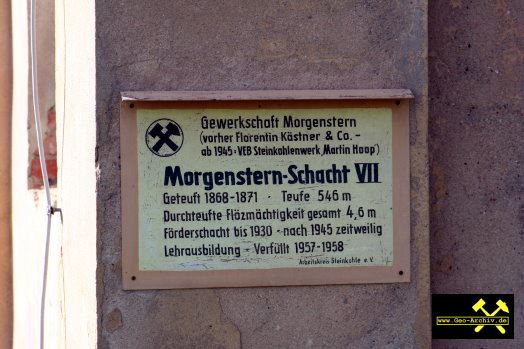 Gewerkschaft Morgenstern
(vorher Florentin Kästner & Co. -
ab 1945: VEB Steinkohlenwerk „Martin Hoop")
Morgenstern-Schacht VII
Geteuft 1868-1871 - Teufe 546 m
Durchteufte Flözmächtigkeit gesamt 4,6 m
Förderschacht bis 1930 - nach 1945 zeitweilig
Lehrausbildung - Verfüllt 1957-1958
Arbeitskreis Steinkohle e.V.
www.Geo-Archiv.de